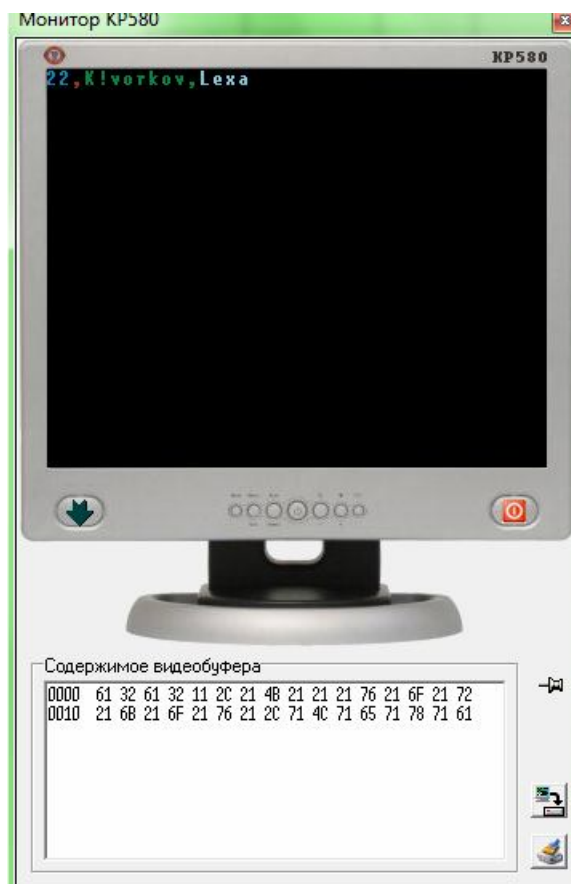 Монитор КР580
КР580
22,K!vorkov,Lexa
Содержимое видеобуфера
0000 61 32 61 32 11 2C 21 4B 21 21 21 76 21 6F 21 72
0010 21 6B 21 6F 21 76 21 2C 71 4C 71 65 71 78 71 61